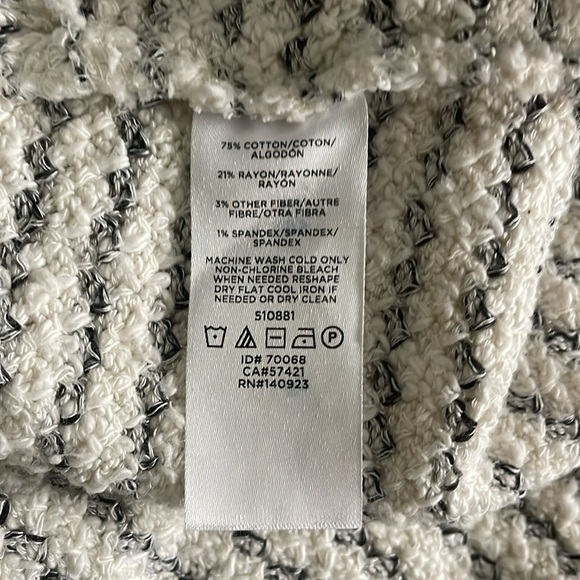 75% COTTON/COTON/
ALGODÓN
21% RAYON/RAYONNE/
RAYÓN
3% OTHER FIBER/AUTRE
FIBRE/OTRA FIBRA
1% SPANDEX/SPANDEX/
SPANDEX
MACHINE WASH COLD ONLY
NON-CHLORINE BLEACH
WHEN NEEDED RESHAPE
DRY FLAT COOL IRON IF
NEEDED OR DRY CLEAN
510881
P
ID# 70068
CA#57421
RN#140923